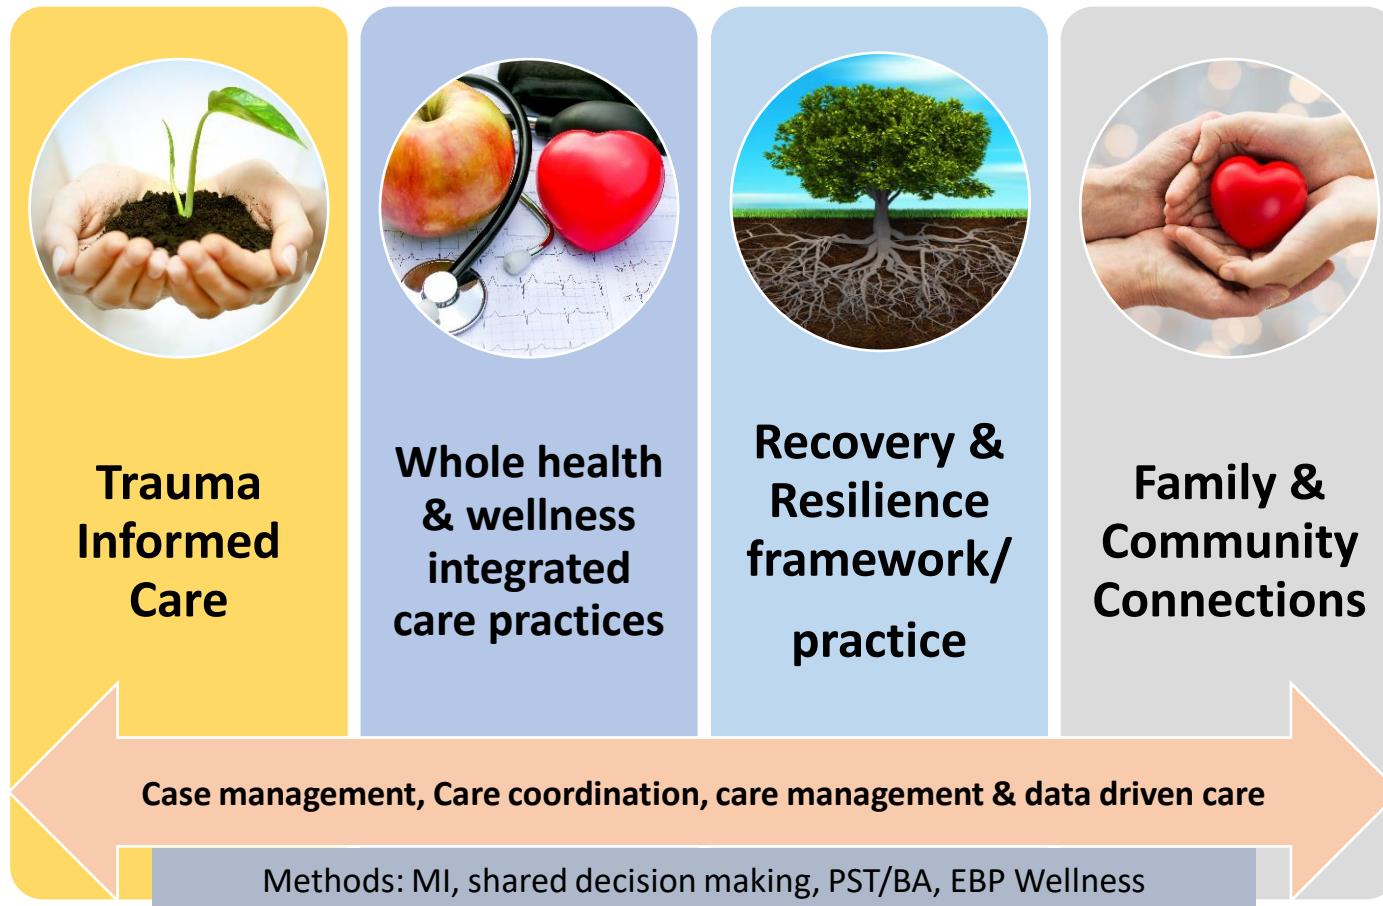 Trauma
Informed
Care
Whole health
& wellness
integrated
care practices
Recovery &
Resilience
framework/
practice
Family &
Community
Connections
Case management, Care coordination, care management & data driven care
Methods: MI, shared decision making, PST/BA, EBP Wellness